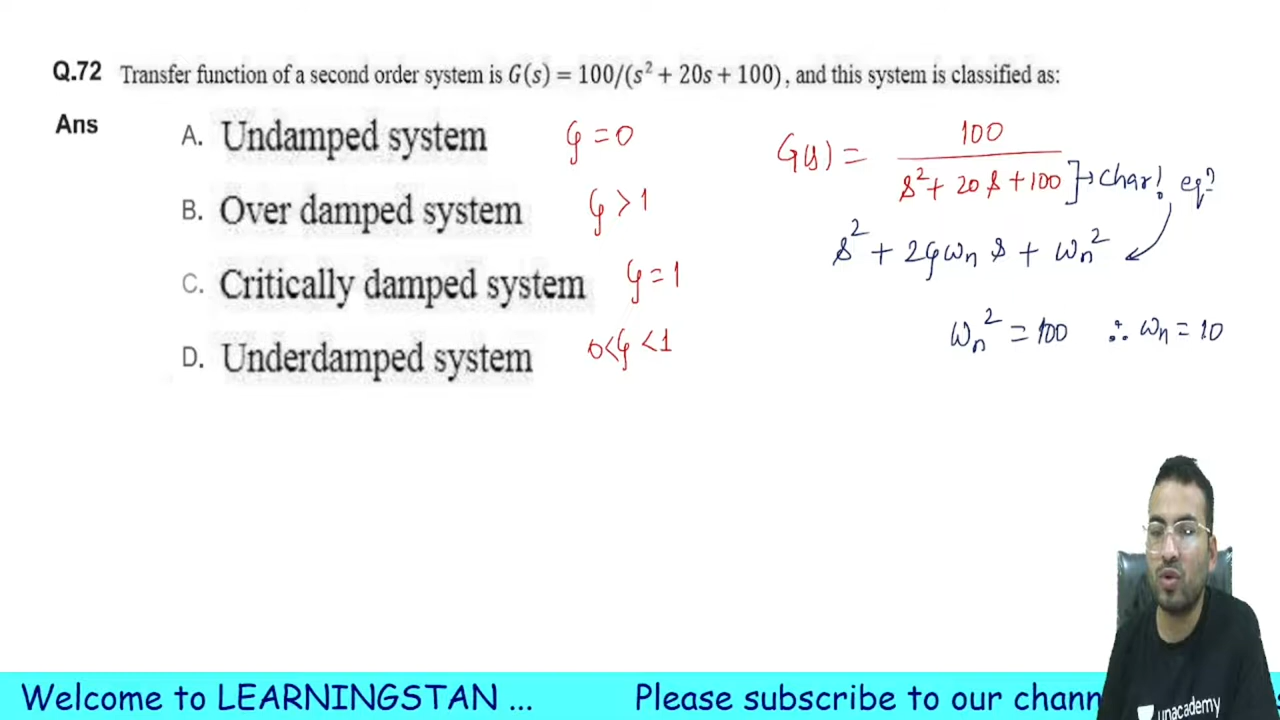 Q.72 Transfer function of a second order system is G(s) = 100/(s² + 20s + 100), and this system is classified as:
Ans
A. Undamped system ζ = 0
B. Over damped system ζ > 1
C. Critically damped system ζ = 1
D. Underdamped system 0<ζ <1
G(s) = 100
s² + 20s + 100 ]→ char! eqⁿ
s² + 2ζωn s + ωn²
ωn² = 100 ∴ ωn = 10
unacademy
Welcome to LEARNINGSTAN ... Please subscribe to our chann